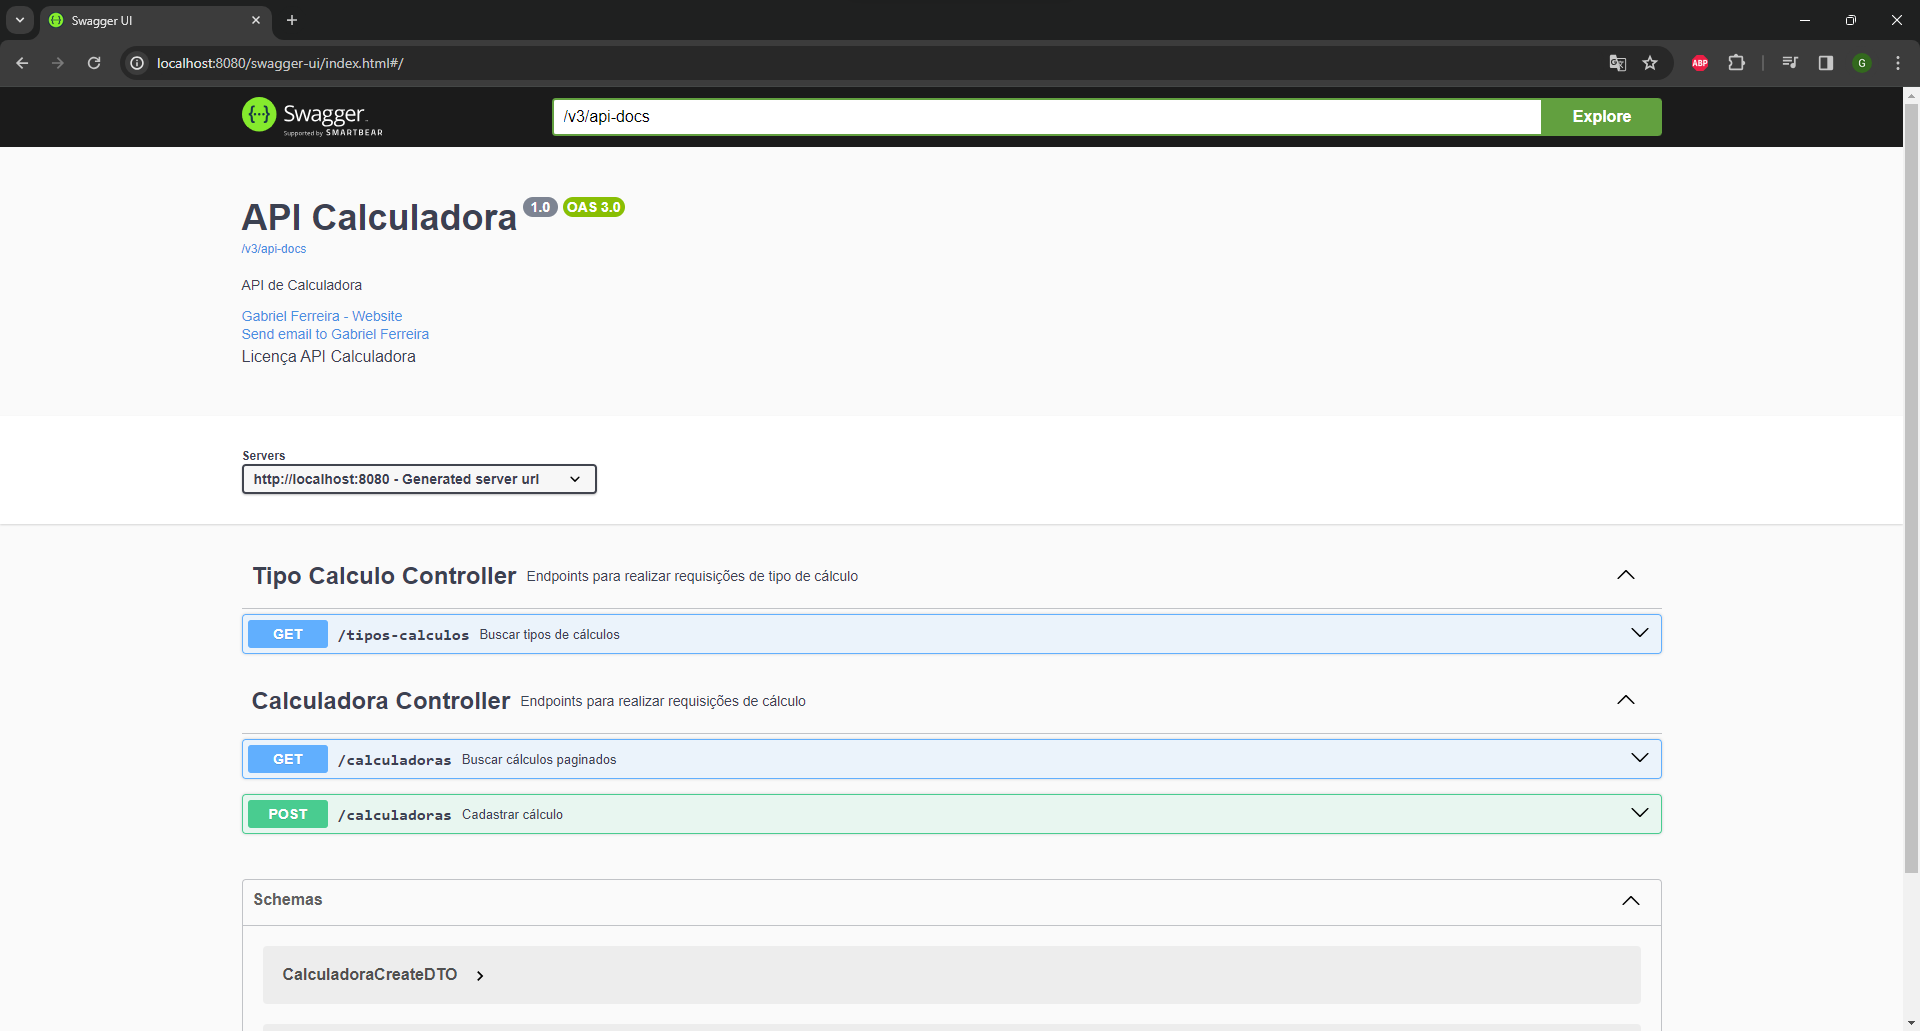 Swagger UI
localhost:8080/swagger-ui/index.html#/
ABP
G
{···} Swagger
Supported by SMARTBEAR
/v3/api-docs
Explore
API Calculadora 1.0 OAS 3.0
/v3/api-docs
API de Calculadora
Gabriel Ferreira - Website
Send email to Gabriel Ferreira
Licença API Calculadora
Servers
http://localhost:8080 - Generated server url
Tipo Calculo Controller Endpoints para realizar requisições de tipo de cálculo
GET /tipos-calculos Buscar tipos de cálculos
Calculadora Controller Endpoints para realizar requisições de cálculo
GET /calculadoras Buscar cálculos paginados
POST /calculadoras Cadastrar cálculo
Schemas
CalculadoraCreateDTO